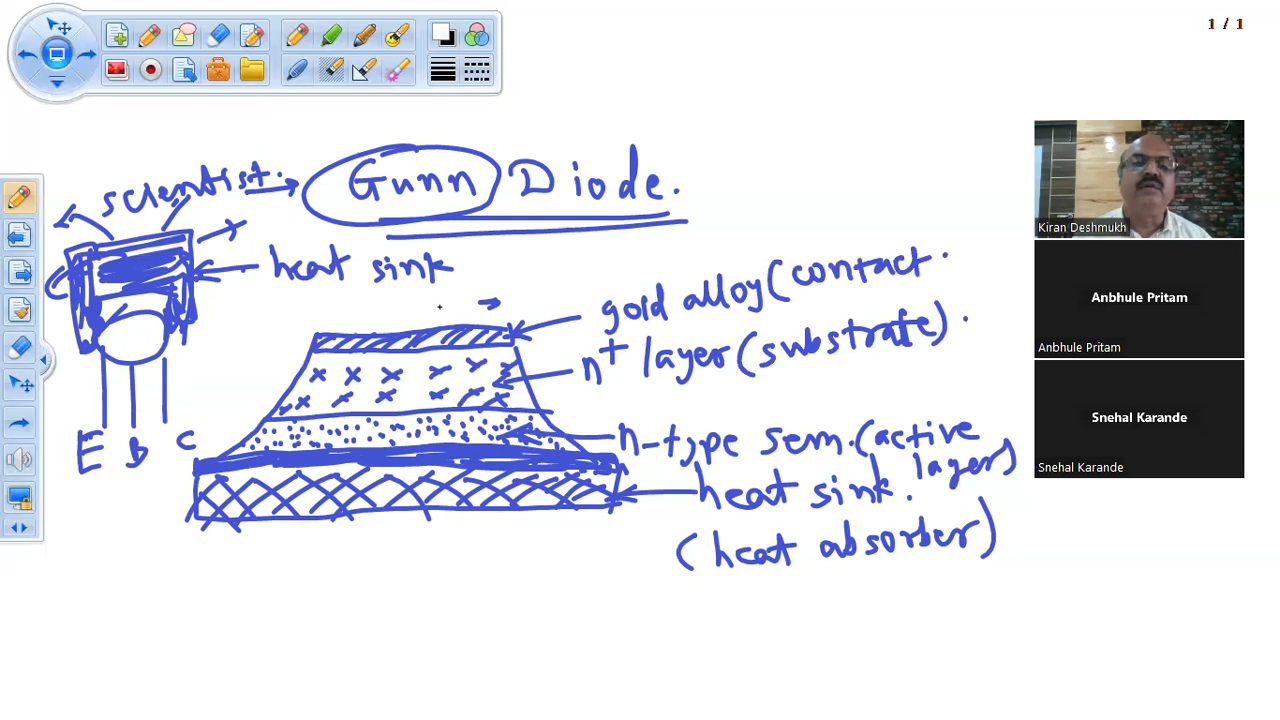 1 / 1
scientist. → Gunn Diode.
heat sink
gold alloy (contact.
n+ layer (substrate).
n-type sem. (active
layer)
heat sink.
(heat absorber)
E B C
Kiran Deshmukh
Anbhule Pritam
Anbhule Pritam
Snehal Karande
Snehal Karande